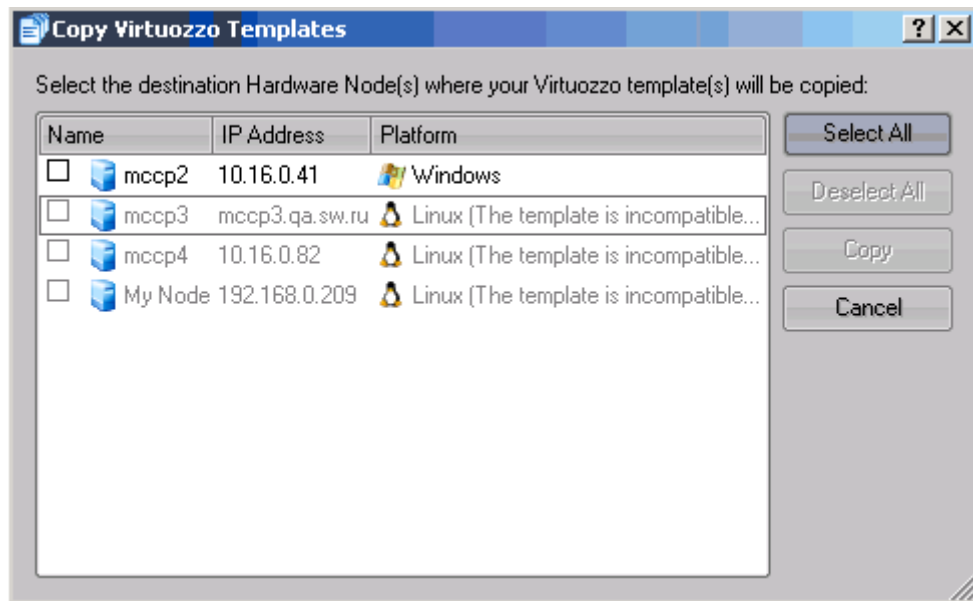 Copy Virtuozzo Templates
Select the destination Hardware Node(s) where your Virtuozzo template(s) will be copied:
Name IP Address Platform
mccp2 10.16.0.41 Windows
mccp3 mccp3.qa.sw.ru Linux (The template is incompatible...
mccp4 10.16.0.82 Linux (The template is incompatible...
My Node 192.168.0.209 Linux (The template is incompatible...
Select All
Deselect All
Copy
Cancel